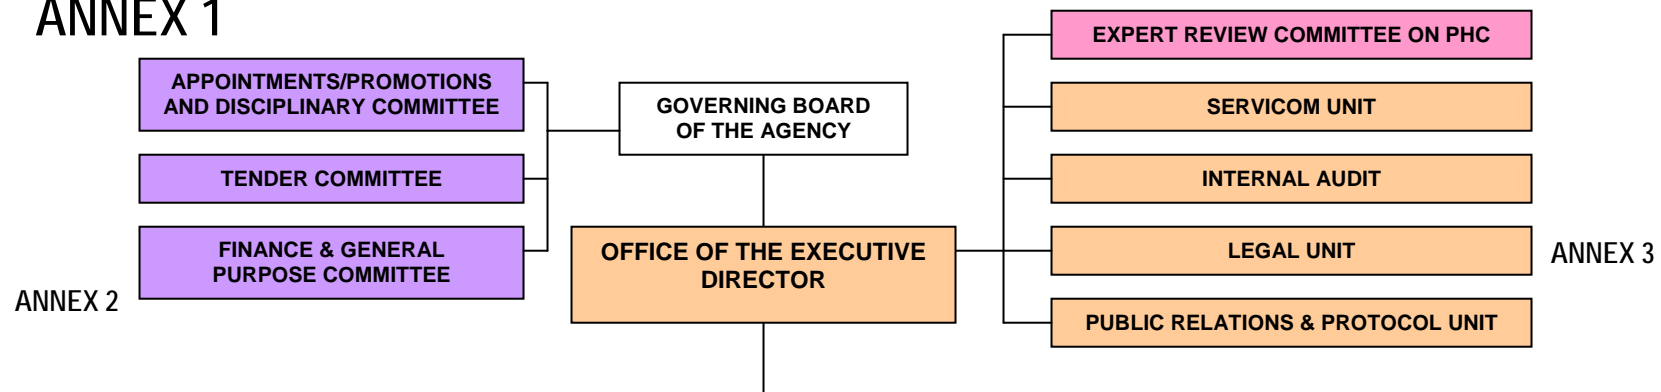 ANNEX 1
APPOINTMENTS/PROMOTIONS
AND DISCIPLINARY COMMITTEE
TENDER COMMITTEE
FINANCE & GENERAL
PURPOSE COMMITTEE
ANNEX 2
GOVERNING BOARD
OF THE AGENCY
OFFICE OF THE EXECUTIVE
DIRECTOR
EXPERT REVIEW COMMITTEE ON PHC
SERVICOM UNIT
INTERNAL AUDIT
LEGAL UNIT
PUBLIC RELATIONS & PROTOCOL UNIT
ANNEX 3